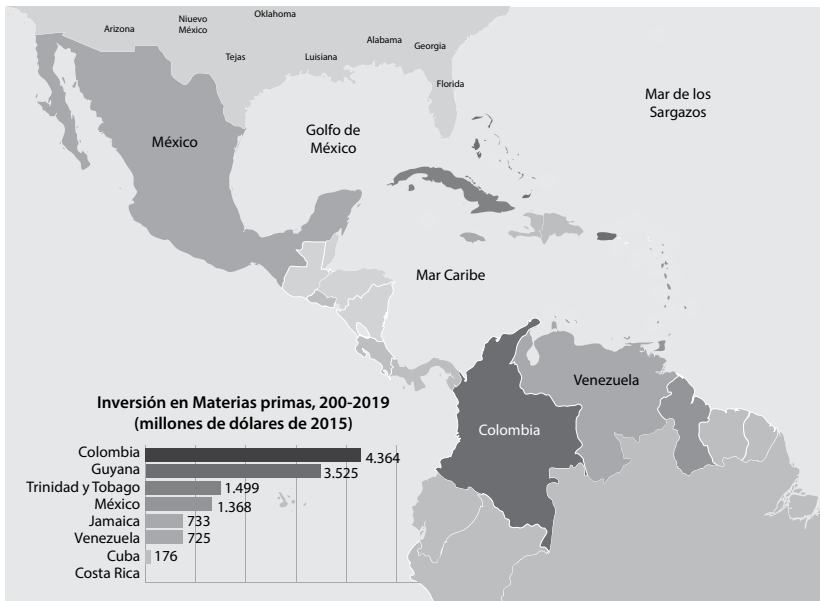 Oklahoma
Niuevo
México
Arizona
Alabama
Georgia
Tejas
Luisiana
Florida
Mar de los
Sargazos
Golfo de
México
México
Mar Caribe
Venezuela
Colombia
Inversión en Materias primas, 200-2019
(millones de dólares de 2015)
Colombia 4.364
Guyana 3.525
Trinidad y Tobago 1.499
México 1.368
Jamaica 733
Venezuela 725
Cuba 176
Costa Rica